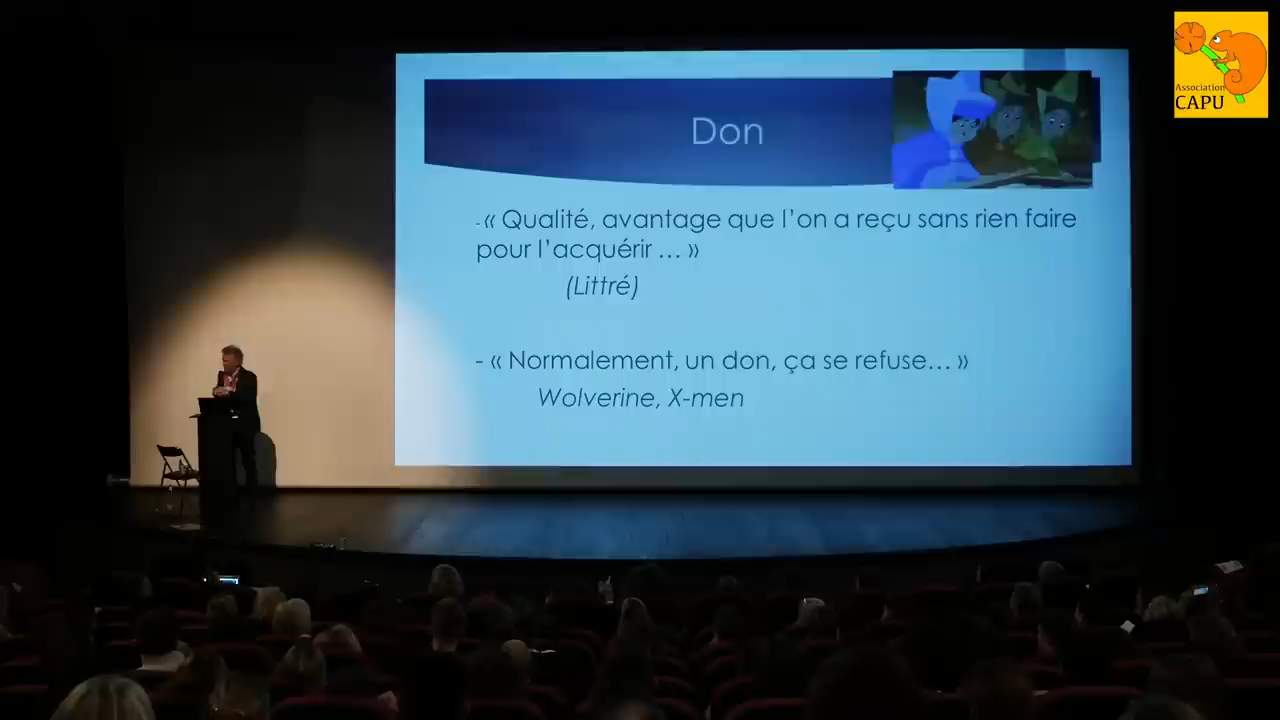 Association
CAPU
Don
- « Qualité, avantage que l’on a reçu sans rien faire
pour l’acquérir ... »
(Littré)
- « Normalement, un don, ça se refuse... »
Wolverine, X-men